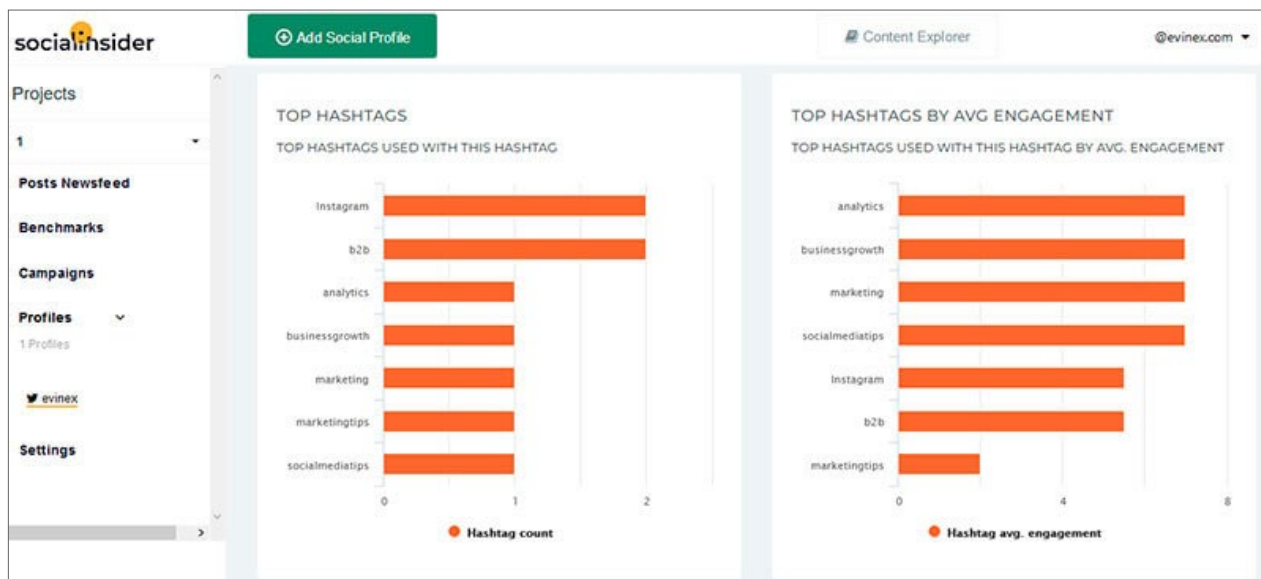 socialinsider
Add Social Profile
Content Explorer
@evinex.com
Projects
1
Posts Newsfeed
Benchmarks
Campaigns
Profiles
1 Profiles
evinex
Settings
TOP HASHTAGS
TOP HASHTAGS USED WITH THIS HASHTAG
Instagram
b2b
analytics
businessgrowth
marketing
marketingtips
socialmediatips
0 1 2
Hashtag count
TOP HASHTAGS BY AVG ENGAGEMENT
TOP HASHTAGS USED WITH THIS HASHTAG BY AVG. ENGAGEMENT
analytics
businessgrowth
marketing
socialmediatips
Instagram
b2b
marketingtips
0 4 8
Hashtag avg. engagement